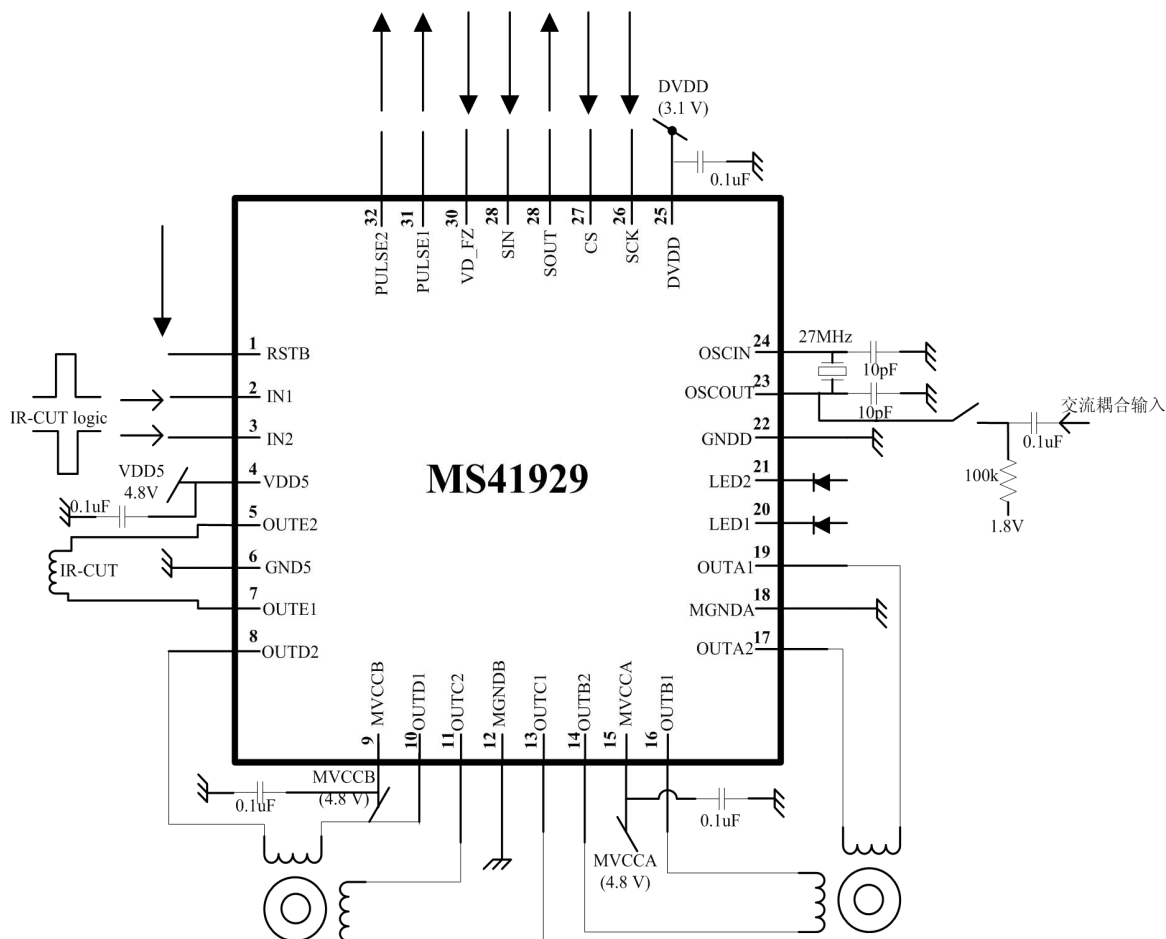 DVDD
(3.1 V)
0.1uF
32
31
30
28
28
27
26
25
PULSE2
PULSE1
VD_FZ
SIN
SOUT
CS
SCK
DVDD
1
RSTB
2
IN1
IR-CUT logic
3
IN2
VDD5
4.8V
4
VDD5
0.1uF
5
OUTE2
IR-CUT
6
GND5
7
OUTE1
8
OUTD2
MS41929
24
OSCIN
27MHz
10pF
23
OSCOUT
10pF
交流耦合输入
0.1uF
22
GNDD
100k
1.8V
21
LED2
20
LED1
19
OUTA1
18
MGNDA
17
OUTA2
MVCCB
OUTD1
OUTC2
MGNDB
OUTC1
OUTB2
MVCCA
OUTB1
9
10
11
12
13
14
15
16
0.1uF
MVCCB
(4.8 V)
0.1uF
MVCCA
(4.8 V)